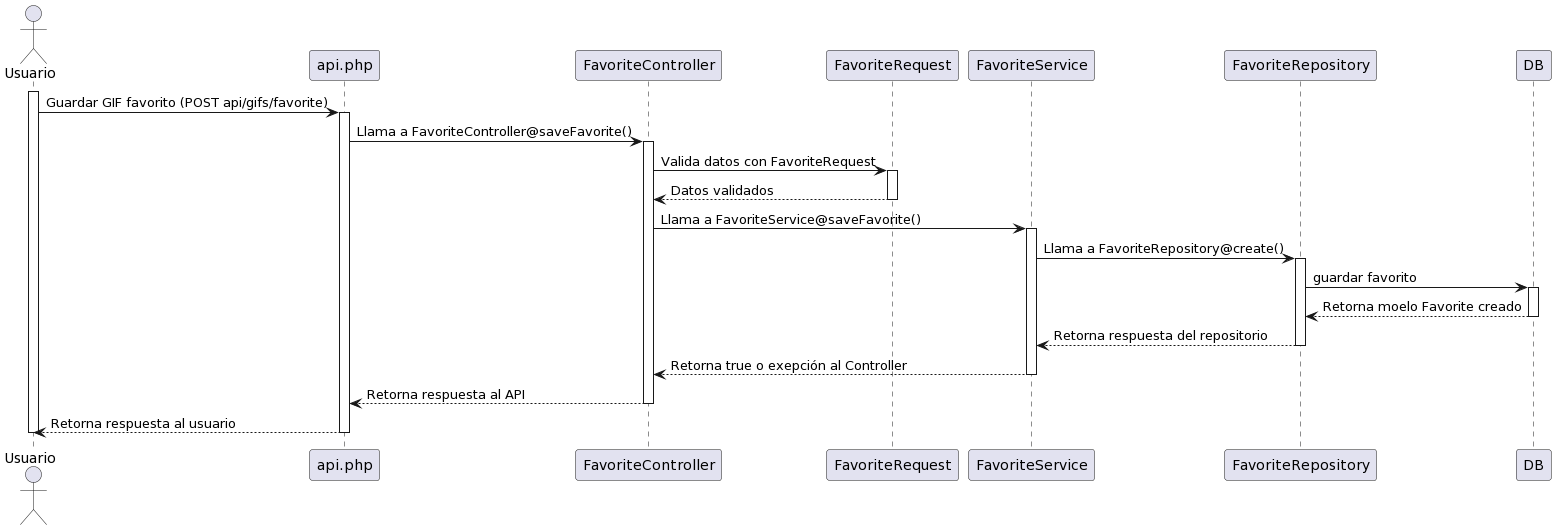 Usuario
api.php
FavoriteController
FavoriteRequest
FavoriteService
FavoriteRepository
DB
Guardar GIF favorito (POST api/gifs/favorite)
Llama a FavoriteController@saveFavorite()
Valida datos con FavoriteRequest
Datos validados
Llama a FavoriteService@saveFavorite()
Llama a FavoriteRepository@create()
guardar favorito
Retorna moelo Favorite creado
Retorna respuesta del repositorio
Retorna true o exepción al Controller
Retorna respuesta al API
Retorna respuesta al usuario
Usuario
api.php
FavoriteController
FavoriteRequest
FavoriteService
FavoriteRepository
DB